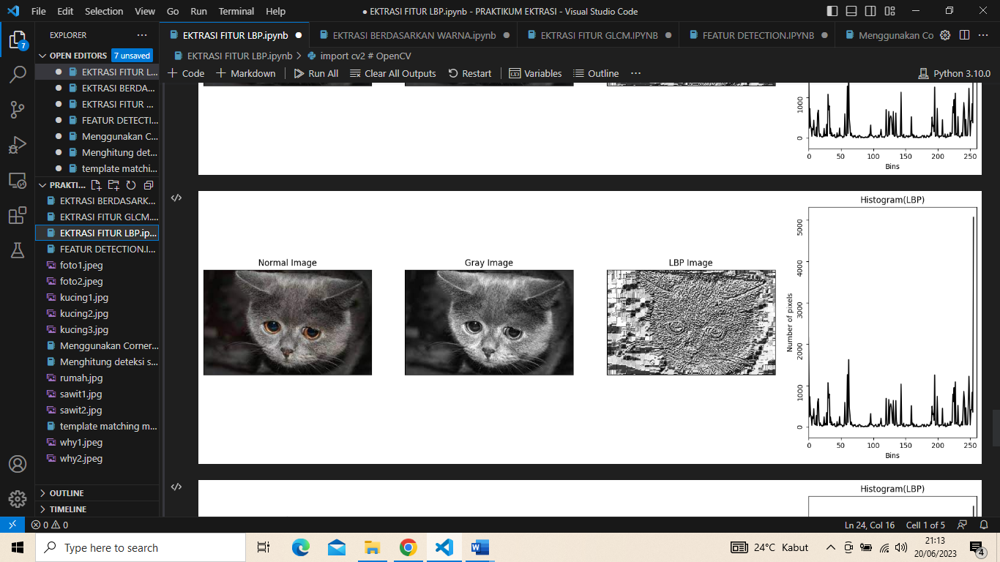 File Edit Selection View Go Run Terminal Help
● EKTRASI FITUR LBP.ipynb - PRAKTIKUM EKTRASI - Visual Studio Code
EXPLORER ···
EKTRASI FITUR LBP.ipynb ●
EKTRASI BERDASARKAN WARNA.ipynb ●
EKTRASI FITUR GLCM.IPYNB ●
FEATUR DETECTION.IPYNB ●
Menggunakan Co
EKTRASI FITUR LBP.ipynb > import cv2 # OpenCV
+ Code + Markdown Run All Clear All Outputs Restart Variables Outline ··· Python 3.10.0
7
OPEN EDITORS 7 unsaved
EKTRASI FITUR L...
EKTRASI BERDA...
EKTRASI FITUR ...
FEATUR DETECTI...
Menggunakan C...
Menghitung det...
template matchi...
PRAKTI...
EKTRASI BERDASARK...
EKTRASI FITUR GLCM....
EKTRASI FITUR LBP.ip...
FEATUR DETECTION.I...
foto1.jpeg
foto2.jpeg
kucing1.jpg
kucing2.jpg
kucing3.jpg
Menggunakan Corner...
Menghitung deteksi s...
rumah.jpg
sawit1.jpg
sawit2.jpg
template matching m...
why1.jpeg
why2.jpeg
OUTLINE
TIMELINE
1000
0
0 50 100 150 200 250
Bins
Histogram(LBP)
Normal Image
Gray Image
LBP Image
Number of pixels
5000
4000
3000
2000
1000
0
0 50 100 150 200 250
Bins
Histogram(LBP)
0 0
Ln 24, Col 16 Cell 1 of 5
Type here to search
24°C Kabut
21:13
20/06/2023
4